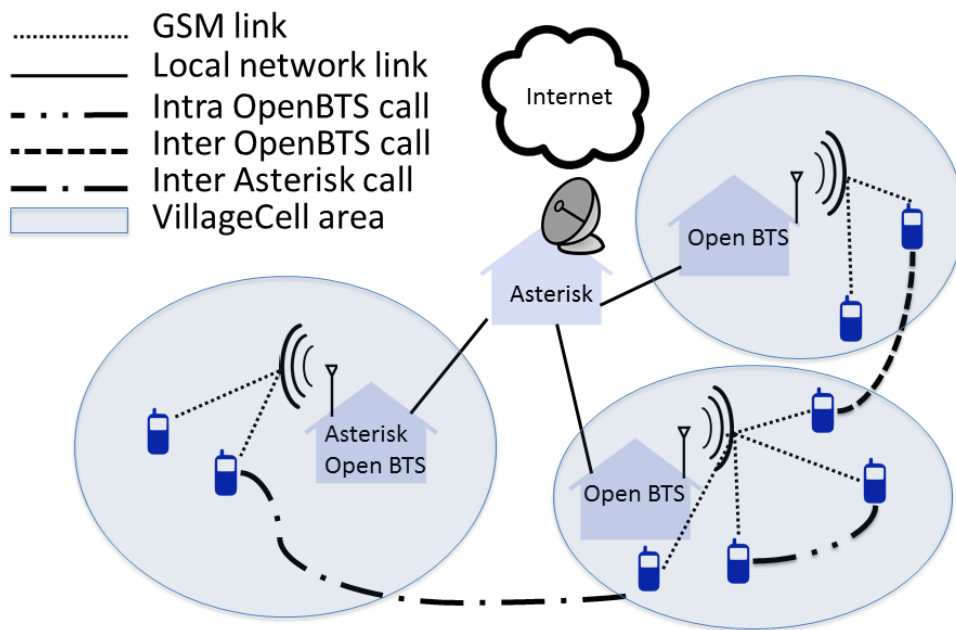 GSM link
Local network link
Intra OpenBTS call
Inter OpenBTS call
Inter Asterisk call
VillageCell area
Internet
Open BTS
Asterisk
Asterisk
Open BTS
Open BTS